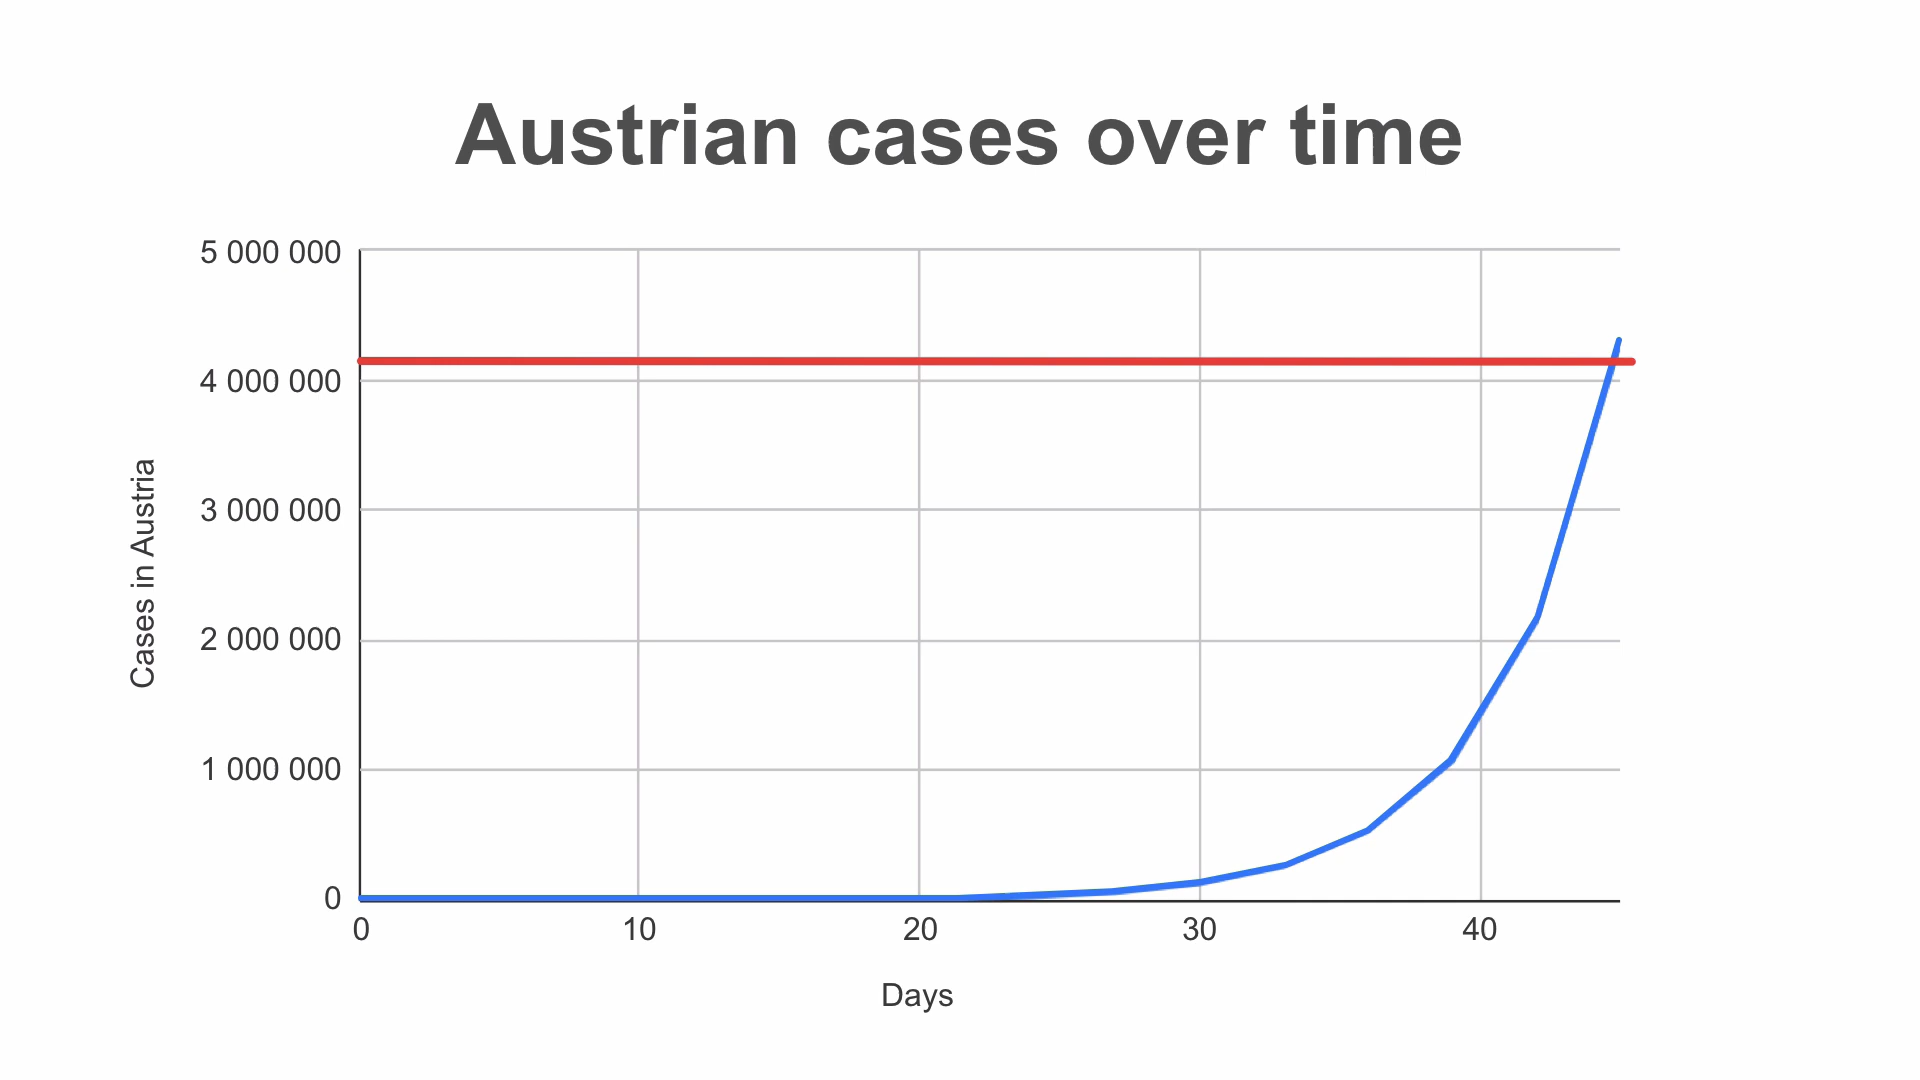 Austrian cases over time
5 000 000
4 000 000
3 000 000
2 000 000
1 000 000
0
Cases in Austria
0 10 20 30 40
Days